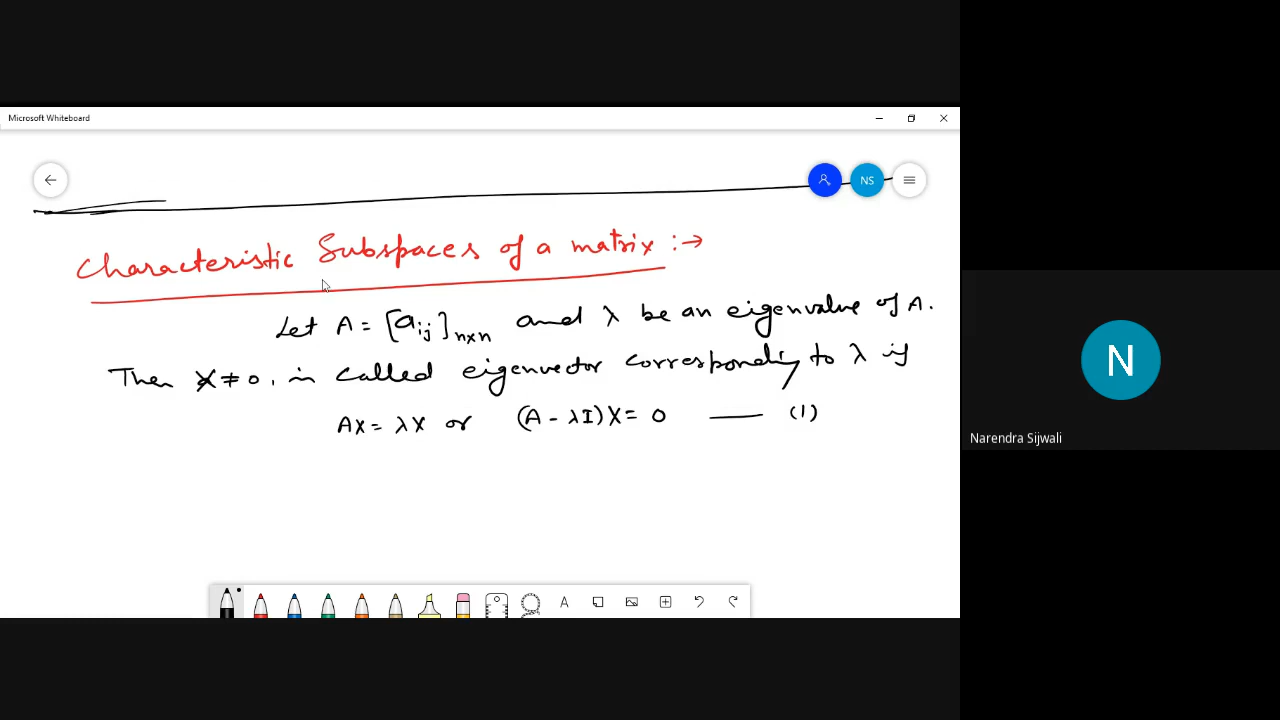 Microsoft Whiteboard
NS
Characteristic Subspaces of a matrix :→
Let A = [aij]n×n and λ be an eigenvalue of A.
Then X ≠ 0, is called eigenvector corresponding to λ if
AX = λX or (A - λI)X = 0 —— (1)
N
Narendra Sijwali
A